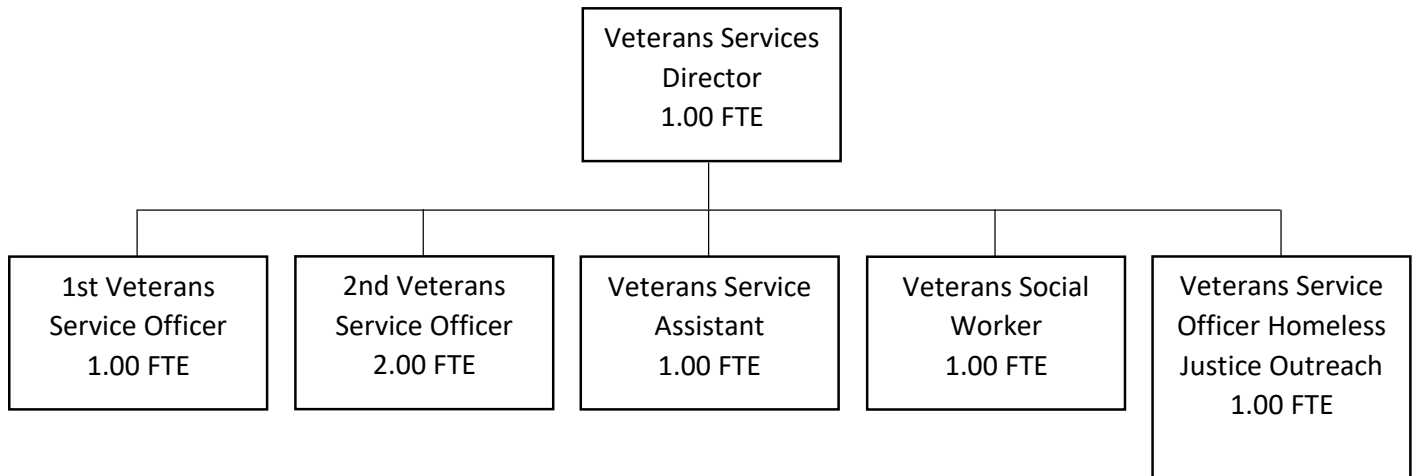 Veterans Services
Director
1.00 FTE
1st Veterans
Service Officer
1.00 FTE
2nd Veterans
Service Officer
2.00 FTE
Veterans Service
Assistant
1.00 FTE
Veterans Social
Worker
1.00 FTE
Veterans Service
Officer Homeless
Justice Outreach
1.00 FTE